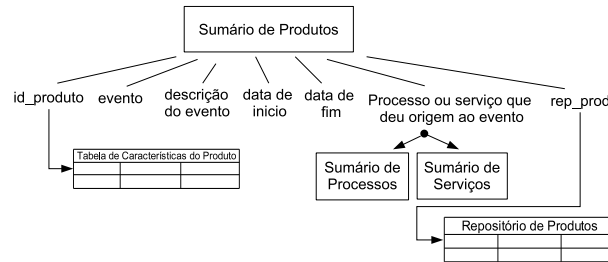 Sumário de Produtos
id_produto
evento
descrição
do evento
data de
inicio
data de
fim
Processo ou serviço que
deu origem ao evento
rep_prod
Tabela de Características do Produto
Sumário de
Processos
Sumário de
Serviços
Repositório de Produtos